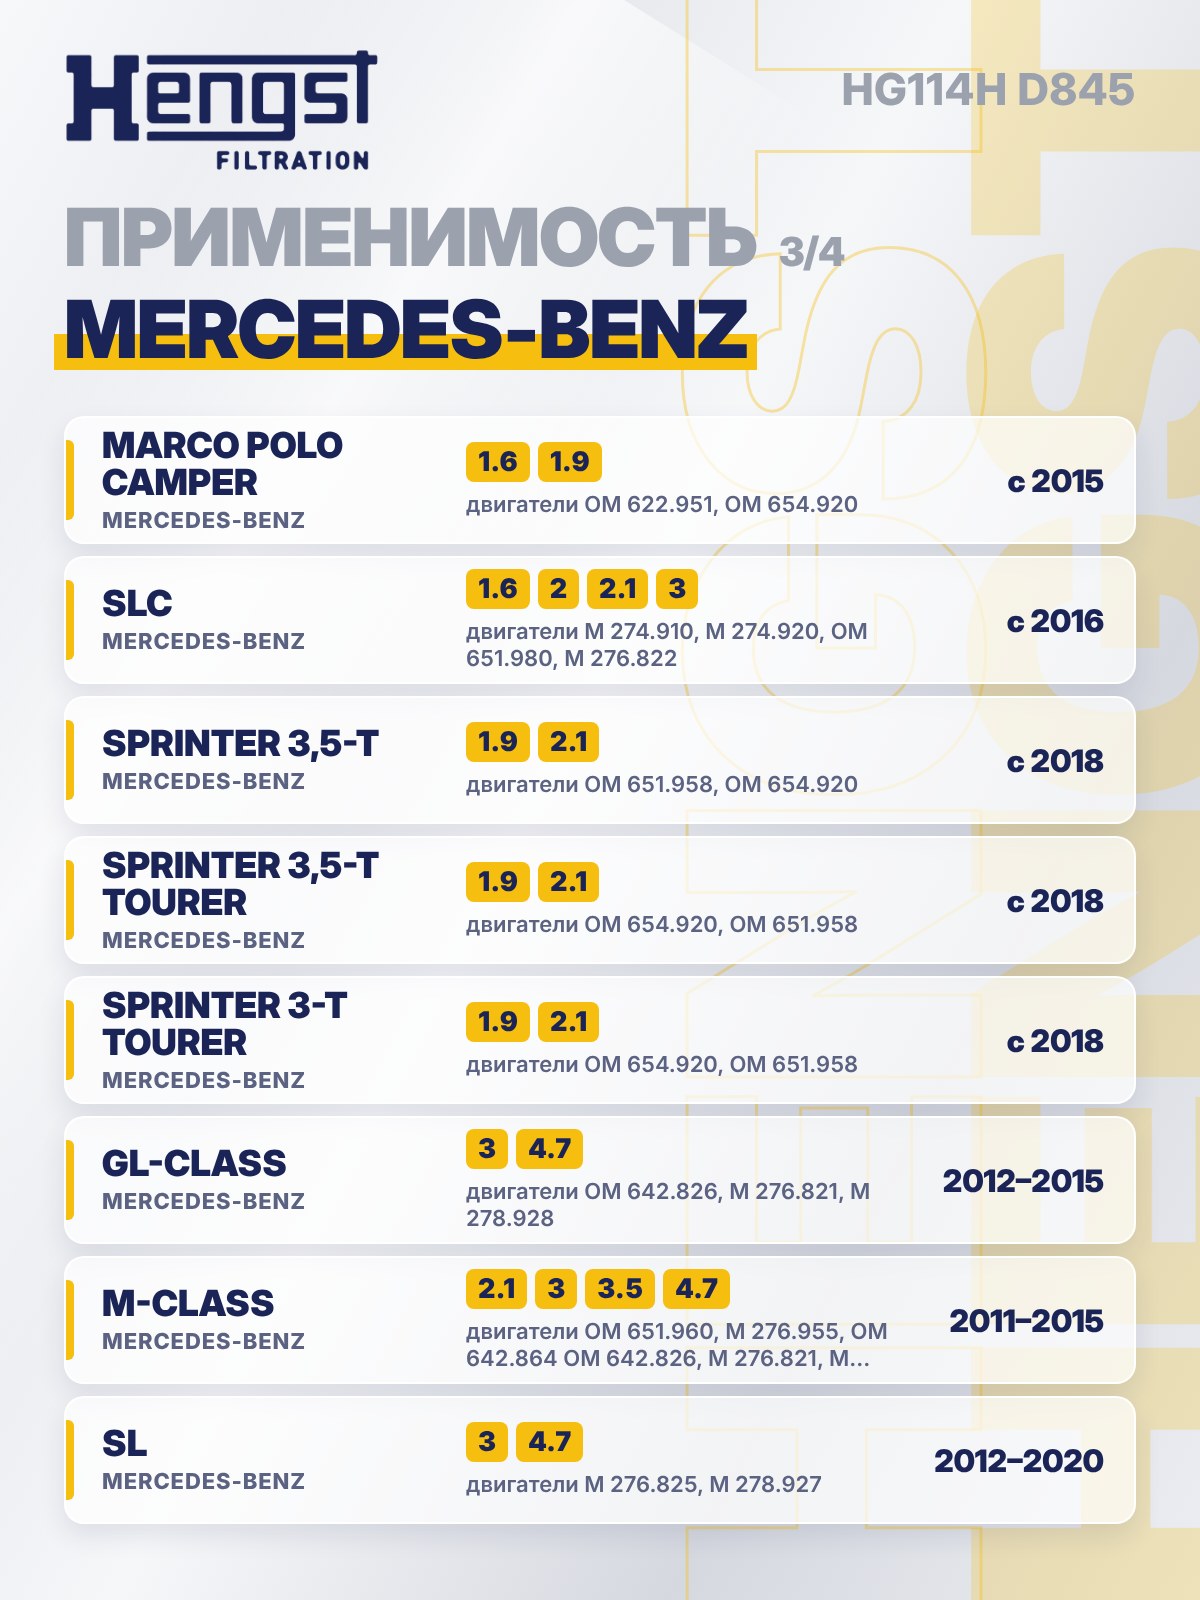 Hengst
FILTRATION
HG114H D845
ПРИМЕНИМОСТЬ 3/4
MERCEDES-BENZ
MARCO POLO
CAMPER
MERCEDES-BENZ
1.6 1.9
двигатели OM 622.951, OM 654.920
с 2015
SLC
MERCEDES-BENZ
1.6 2 2.1 3
двигатели M 274.910, M 274.920, OM
651.980, M 276.822
с 2016
SPRINTER 3,5-T
MERCEDES-BENZ
1.9 2.1
двигатели OM 651.958, OM 654.920
с 2018
SPRINTER 3,5-T
TOURER
MERCEDES-BENZ
1.9 2.1
двигатели OM 654.920, OM 651.958
с 2018
SPRINTER 3-T
TOURER
MERCEDES-BENZ
1.9 2.1
двигатели OM 654.920, OM 651.958
с 2018
GL-CLASS
MERCEDES-BENZ
3 4.7
двигатели OM 642.826, M 276.821, M
278.928
2012–2015
M-CLASS
MERCEDES-BENZ
2.1 3 3.5 4.7
двигатели OM 651.960, M 276.955, OM
642.864 OM 642.826, M 276.821, M...
2011–2015
SL
MERCEDES-BENZ
3 4.7
двигатели M 276.825, M 278.927
2012–2020
HENGST
HENGST